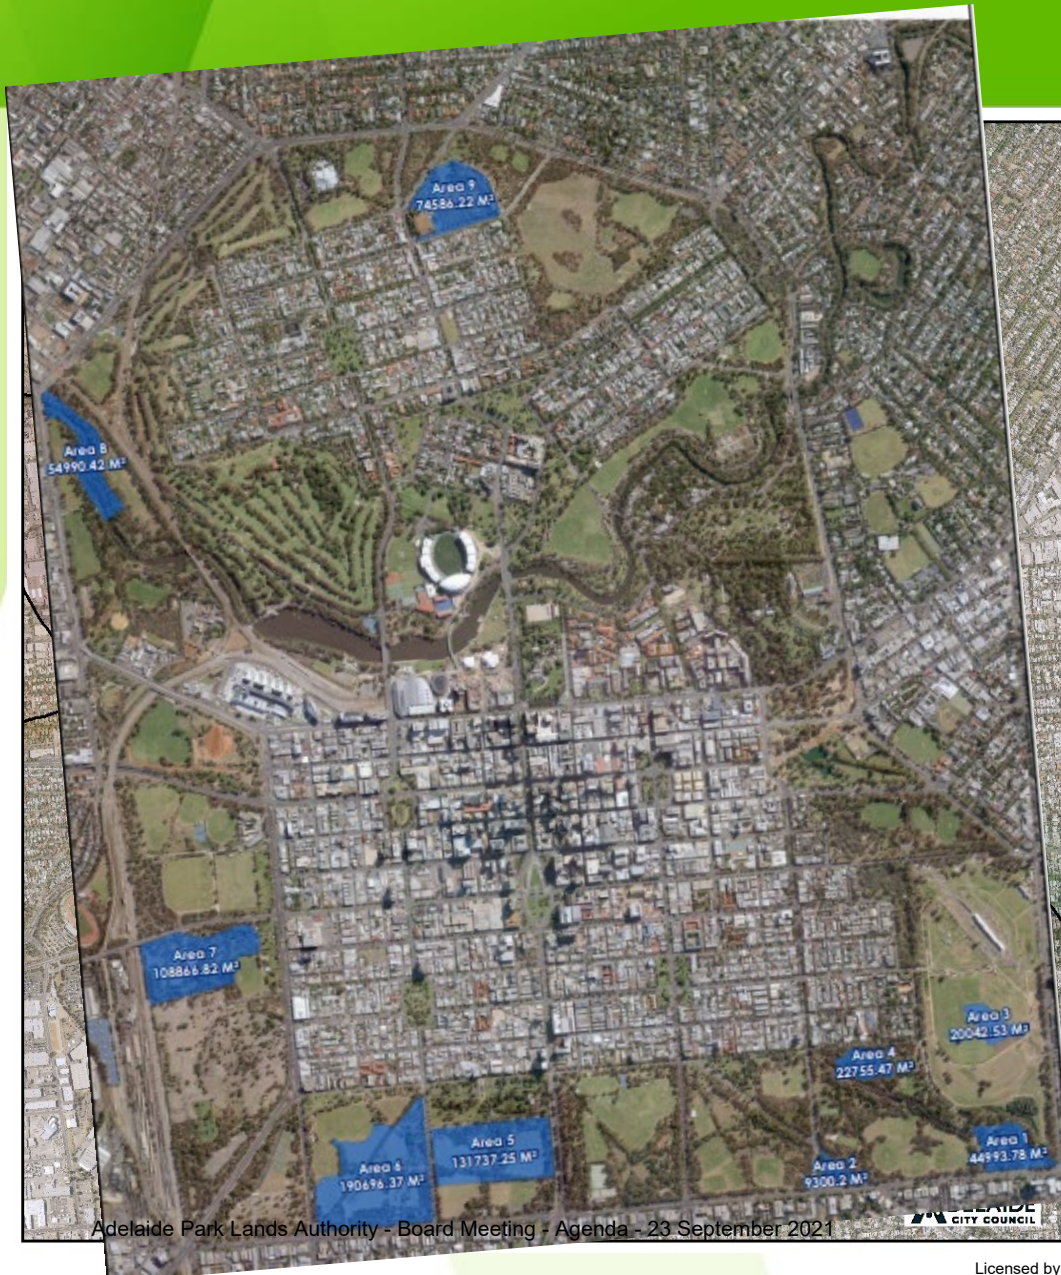 Area 9
74586.22 M²
Area 8
54990.42 M²
Area 7
108866.82 M²
Area 3
20042.53 M²
Area 4
22755.47 M²
Area 5
131737.25 M²
Area 1
44993.78 M²
Area 6
190696.37 M²
Area 2
9300.2 M²
ADELAIDE
CITY COUNCIL
Adelaide Park Lands Authority - Board Meeting - Agenda - 23 September 2021
Licensed by